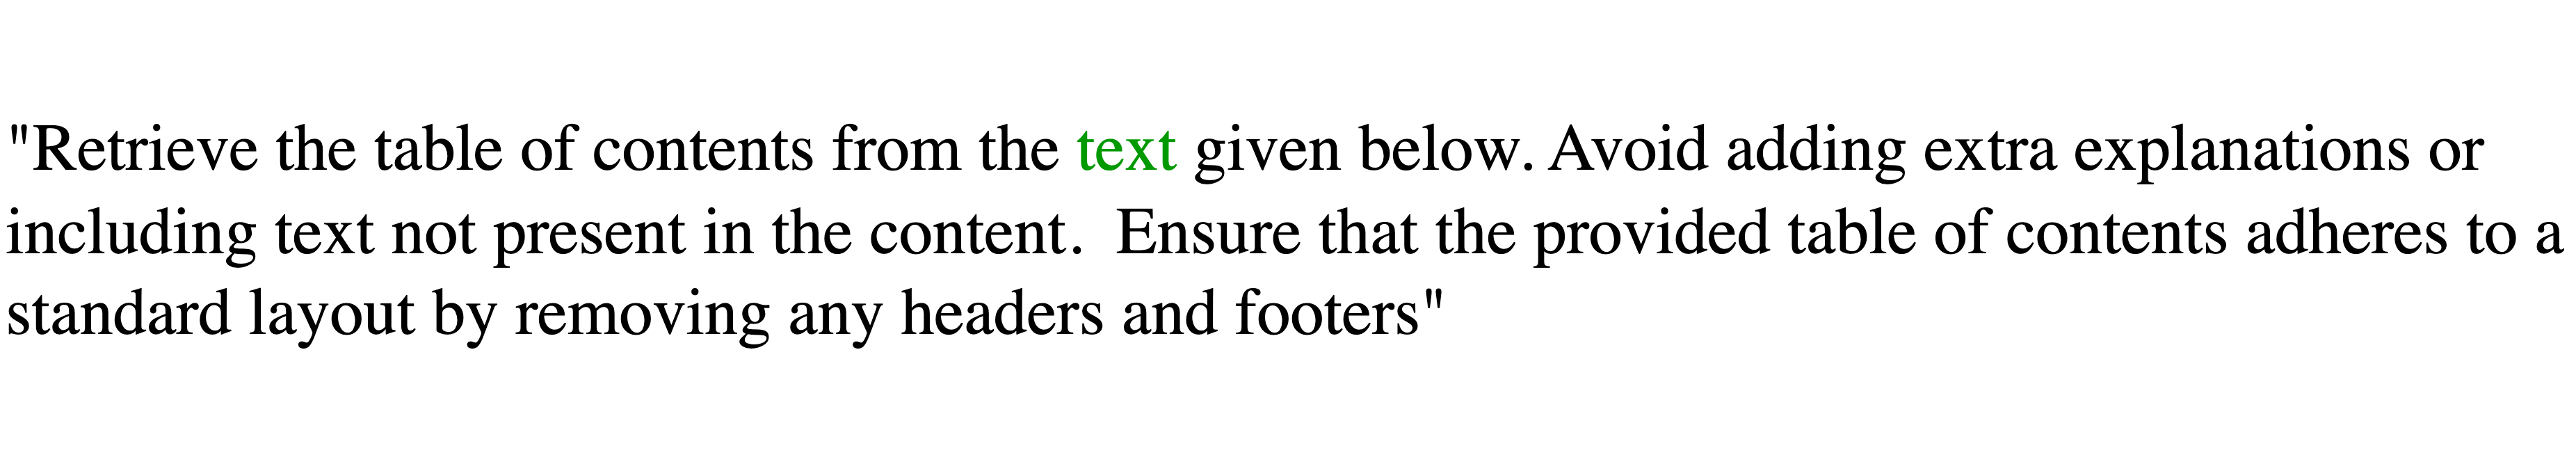 "Retrieve the table of contents from the text given below. Avoid adding extra explanations or
including text not present in the content.  Ensure that the provided table of contents adheres to a
standard layout by removing any headers and footers"